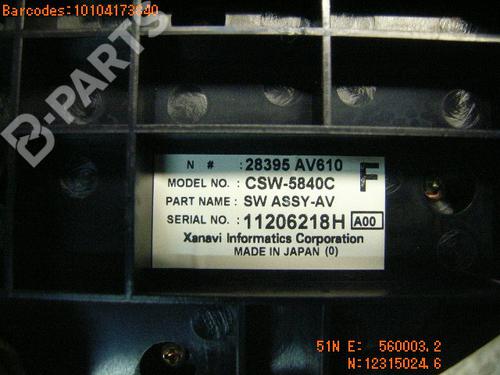 Barcodes:10104173840
B-PARTS
N # : 28395 AV610
F
MODEL NO. : CSW-5840C
PART NAME : SW ASSY-AV
SERIAL NO. : 11206218H A00
Xanavi Informatics Corporation
MADE IN JAPAN (0)
51N E: 560003.2
N:12315024.6